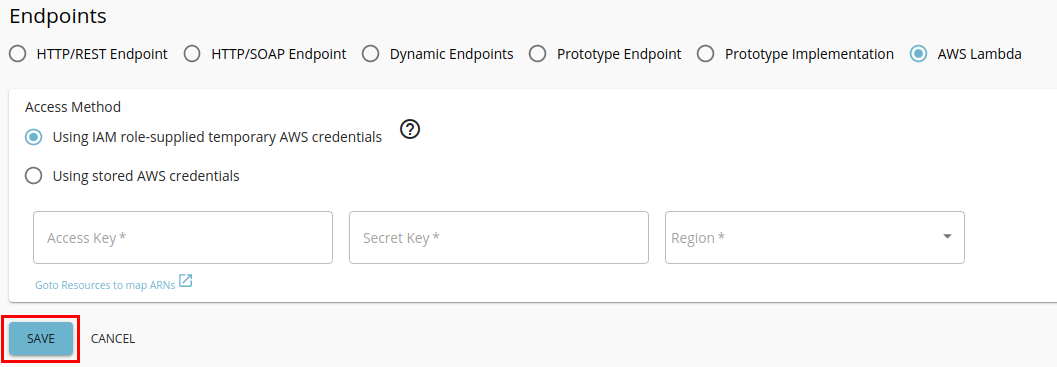 Endpoints
HTTP/REST Endpoint HTTP/SOAP Endpoint Dynamic Endpoints Prototype Endpoint Prototype Implementation AWS Lambda
Access Method
Using IAM role-supplied temporary AWS credentials ?
Using stored AWS credentials
Access Key * Secret Key * Region *
Goto Resources to map ARNs
SAVE CANCEL